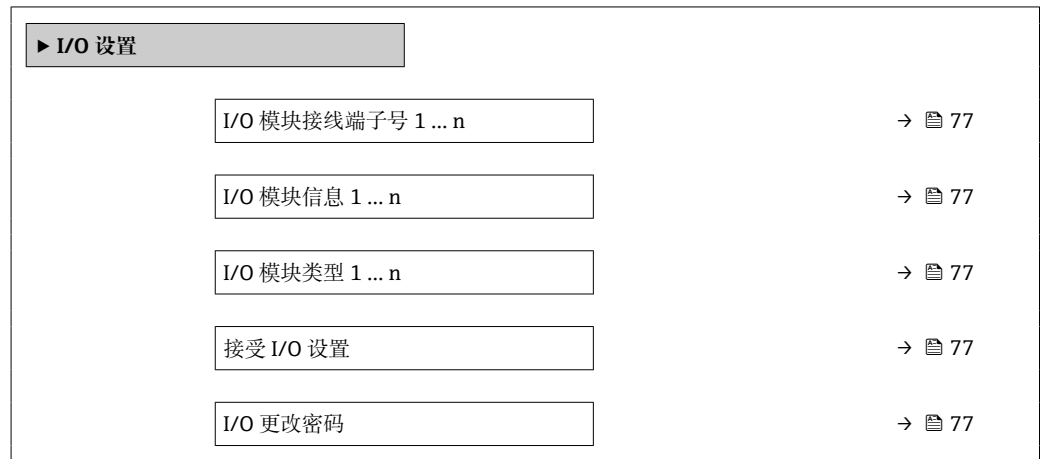 ▶ I/O 设置
I/O 模块接线端子号 1 ... n → 🖺 77
I/O 模块信息 1 ... n → 🖺 77
I/O 模块类型 1 ... n → 🖺 77
接受 I/O 设置 → 🖺 77
I/O 更改密码 → 🖺 77